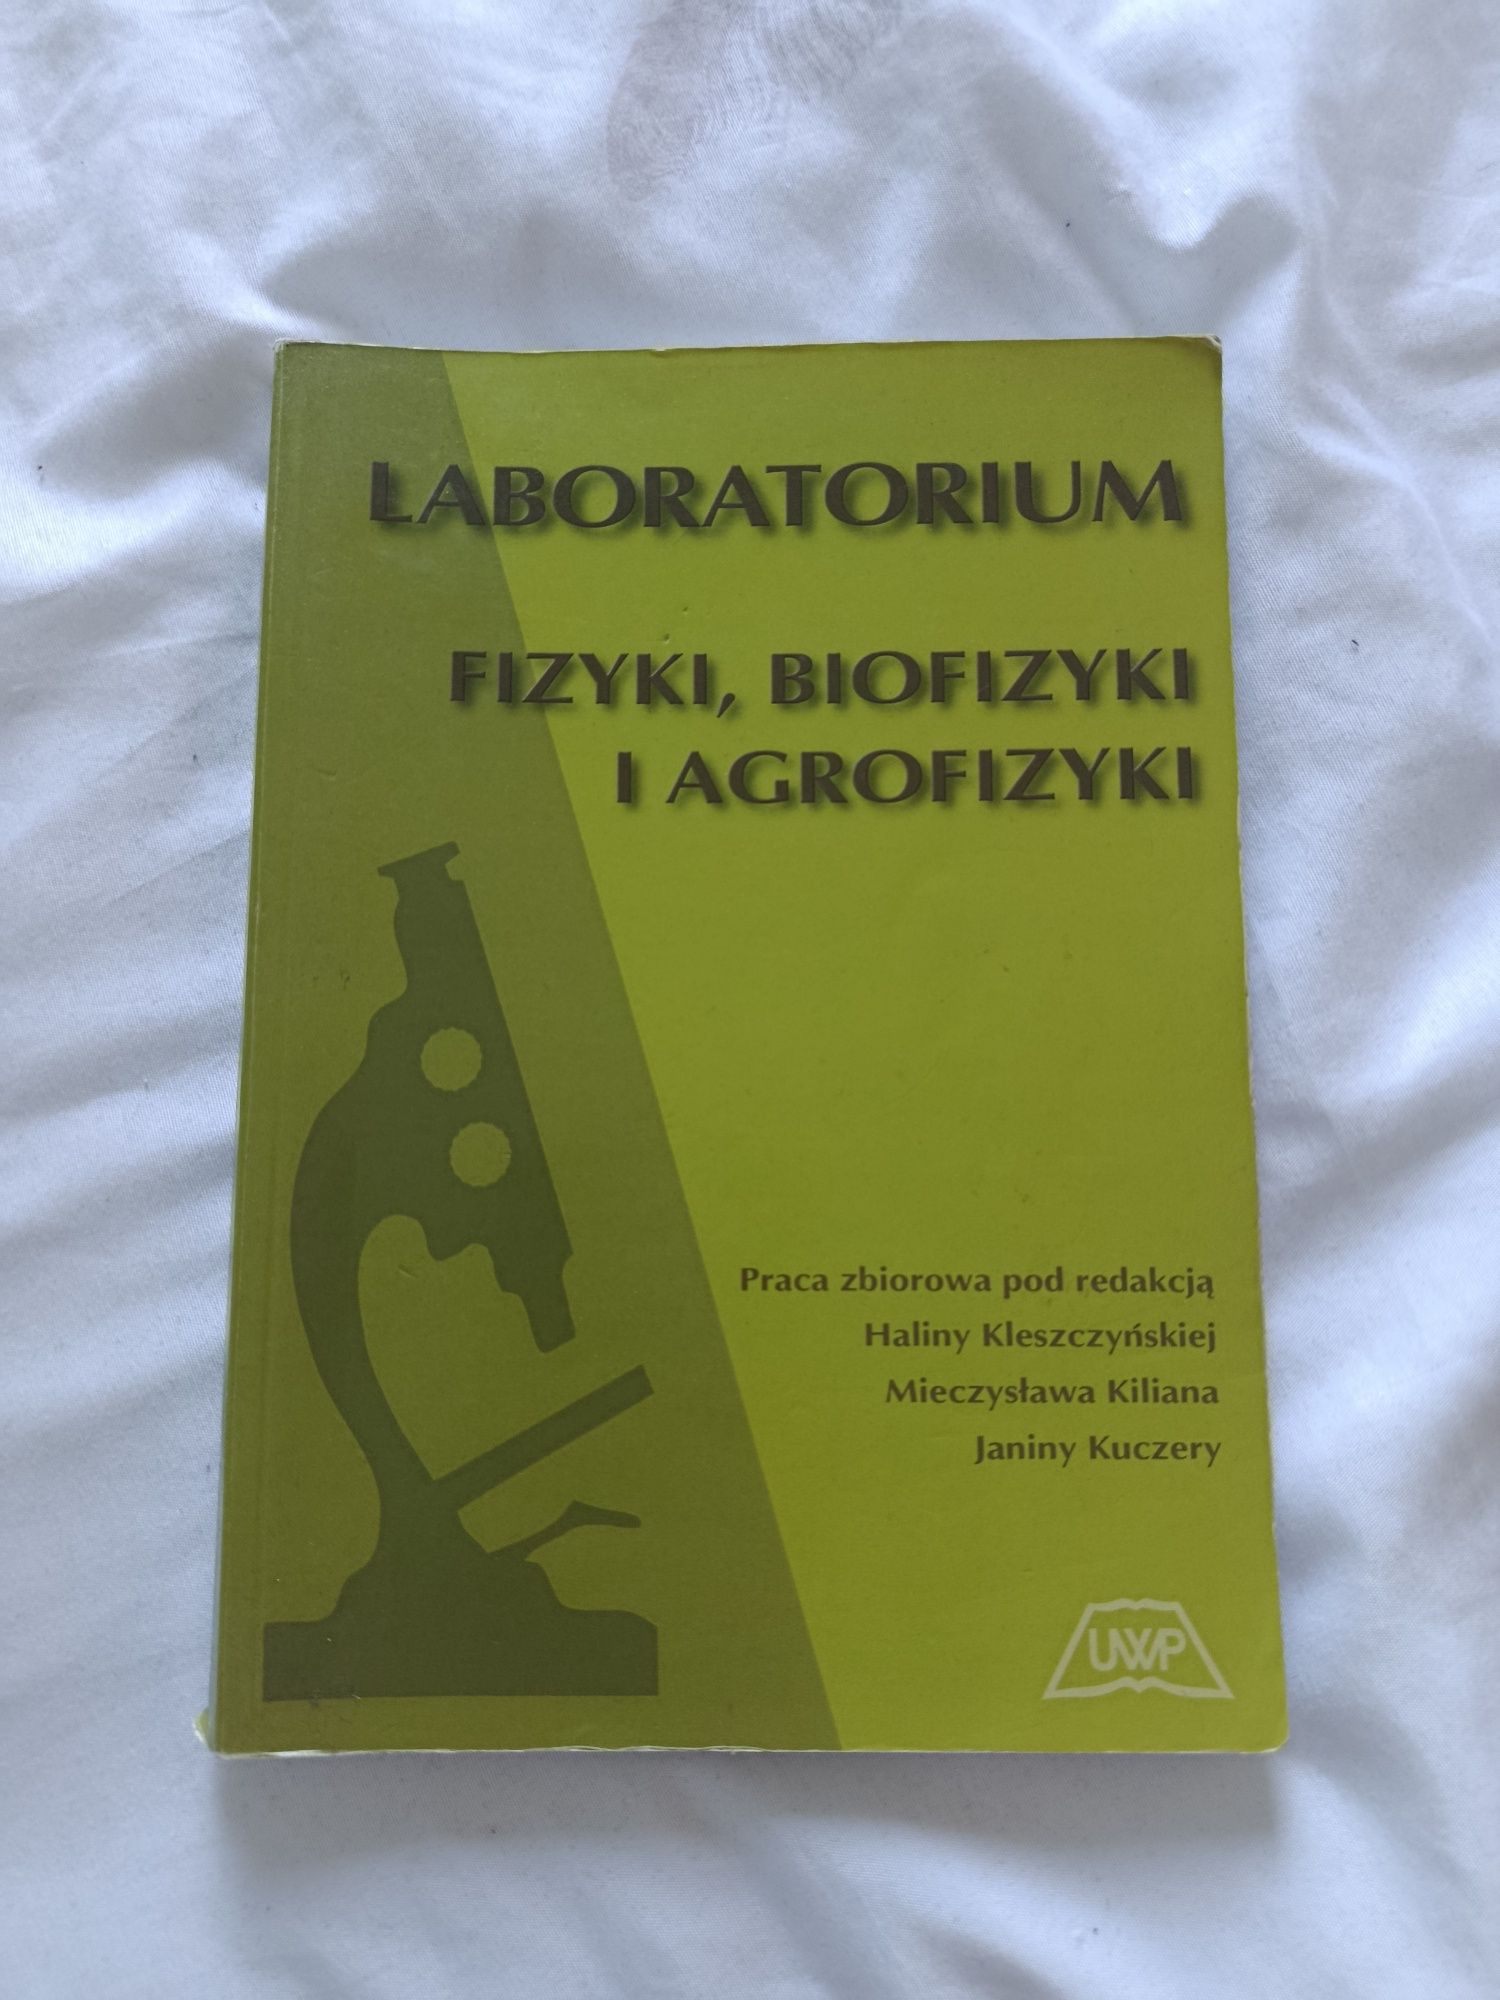 LABORATORIUM
FIZYKI, BIOFIZYKI
I AGROFIZYKI
Praca zbiorowa pod redakcją
Haliny Kleszczyńskiej
Mieczysława Kiliana
Janiny Kuczery
UWP